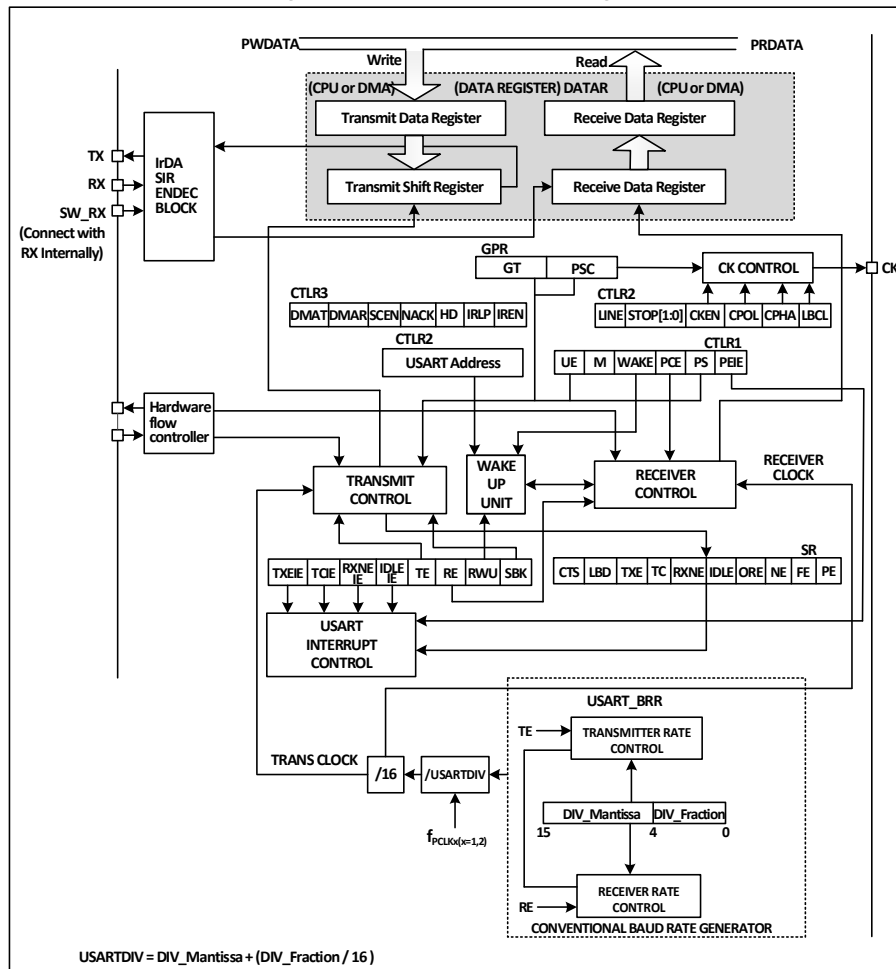 PWDATA PRDATA
Write Read
(CPU or DMA) (DATA REGISTER) DATAR (CPU or DMA)
Transmit Data Register Receive Data Register
TX
RX
SW_RX
(Connect with
RX Internally)
IrDA
SIR
ENDEC
BLOCK
Transmit Shift Register Receive Data Register
GPR
GT PSC
CK CONTROL
CK
CTLR3
DMAT DMAR SCEN NACK HD IRLP IREN
CTLR2
LINE STOP[1:0] CKEN CPOL CPHA LBCL
CTLR2
USART Address
CTLR1
UE M WAKE PCE PS PEIE
Hardware
flow
controller
TRANSMIT
CONTROL
WAKE
UP
UNIT
RECEIVER
CONTROL
RECEIVER
CLOCK
TXEIE TCIE RXNE
IE IDLE
IE TE RE RWU SBK
SR
CTS LBD TXE TC RXNE IDLE ORE NE FE PE
USART
INTERRUPT
CONTROL
USART_BRR
TE
TRANSMITTER RATE
CONTROL
TRANS CLOCK
/16
/USARTDIV
fPCLKx(x=1,2)
DIV_Mantissa DIV_Fraction
15 4 0
RE
RECEIVER RATE
CONTROL
CONVENTIONAL BAUD RATE GENERATOR
USARTDIV = DIV_Mantissa + (DIV_Fraction / 16 )